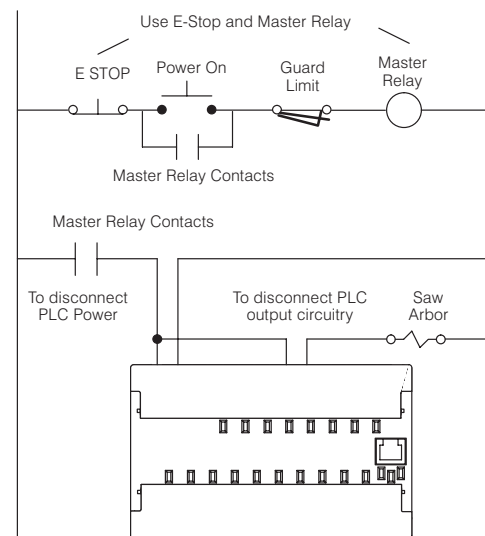 Use E-Stop and Master Relay
E STOP
Power On
Guard
Limit
Master
Relay
Master Relay Contacts
Master Relay Contacts
To disconnect
PLC Power
To disconnect PLC
output circuitry
Saw
Arbor